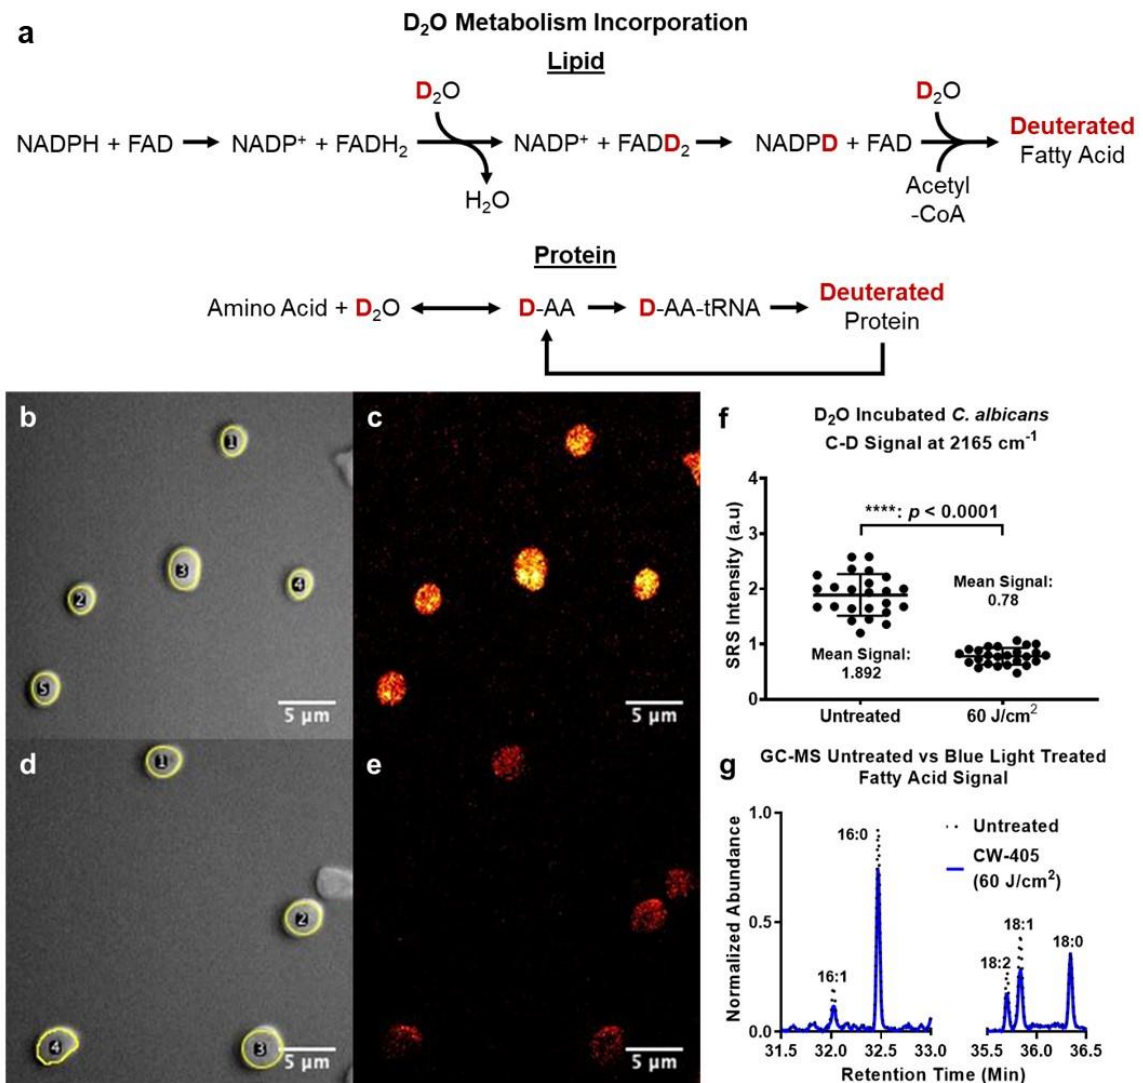 a
D₂O Metabolism Incorporation
Lipid
D₂O
D₂O
NADPH + FAD
NADP⁺ + FADH₂
NADP⁺ + FADD₂
NADPD + FAD
Deuterated
Fatty Acid
H₂O
Acetyl
-CoA
Protein
Amino Acid + D₂O
D-AA
D-AA-tRNA
Deuterated
Protein
b
1
2
3
4
5
5 µm
c
5 µm
d
1
2
3
4
5 µm
e
5 µm
f
D₂O Incubated C. albicans
C-D Signal at 2165 cm⁻¹
SRS Intensity (a.u)
4
3
2
1
0
****: p < 0.0001
Mean Signal:
0.78
Mean Signal:
1.892
Untreated
60 J/cm²
g
GC-MS Untreated vs Blue Light Treated
Fatty Acid Signal
Normalized Abundance
1.0
0.5
0.0
16:0
16:1
18:2
18:1
18:0
Untreated
CW-405
(60 J/cm²)
31.5 32.0 32.5 33.0 35.5 36.0 36.5
Retention Time (Min)